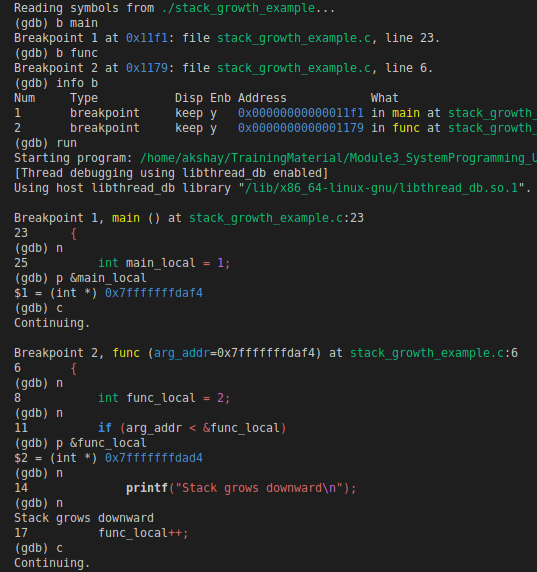 Reading symbols from ./stack_growth_example...
(gdb) b main
Breakpoint 1 at 0x11f1: file stack_growth_example.c, line 23.
(gdb) b func
Breakpoint 2 at 0x1179: file stack_growth_example.c, line 6.
(gdb) info b
Num     Type           Disp Enb Address            What
1       breakpoint     keep y   0x00000000000011f1 in main at stack_growth_
2       breakpoint     keep y   0x0000000000001179 in func at stack_growth_
(gdb) run
Starting program: /home/akshay/TrainingMaterial/Module3_SystemProgramming_U
[Thread debugging using libthread_db enabled]
Using host libthread_db library "/lib/x86_64-linux-gnu/libthread_db.so.1".
Breakpoint 1, main () at stack_growth_example.c:23
23      {
(gdb) n
25          int main_local = 1;
(gdb) p &main_local
$1 = (int *) 0x7fffffffdaf4
(gdb) c
Continuing.
Breakpoint 2, func (arg_addr=0x7fffffffdaf4) at stack_growth_example.c:6
6       {
(gdb) n
8           int func_local = 2;
(gdb) n
11          if (arg_addr < &func_local)
(gdb) p &func_local
$2 = (int *) 0x7fffffffdad4
(gdb) n
14              printf("Stack grows downward\n");
(gdb) n
Stack grows downward
17          func_local++;
(gdb) c
Continuing.